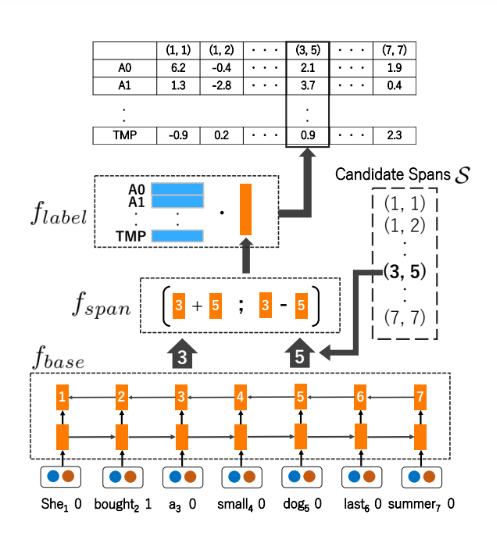 (1, 1) (1, 2) · · · (3, 5) · · · (7, 7)
A0 6.2 -0.4 · · · 2.1 · · · 1.9
A1 1.3 -2.8 · · · 3.7 · · · 0.4
: :
TMP -0.9 0.2 · · · 0.9 · · · 2.3
Candidate Spans S
(1, 1)
(1, 2)
:
(3, 5)
:
(7, 7)
f_label
A0
A1
: :
TMP
·
f_span
( 3 + 5 ; 3 - 5 )
3 5
f_base
1 2 3 4 5 6 7
She₁ 0 bought₂ 1 a₃ 0 small₄ 0 dog₅ 0 last₆ 0 summer₇ 0